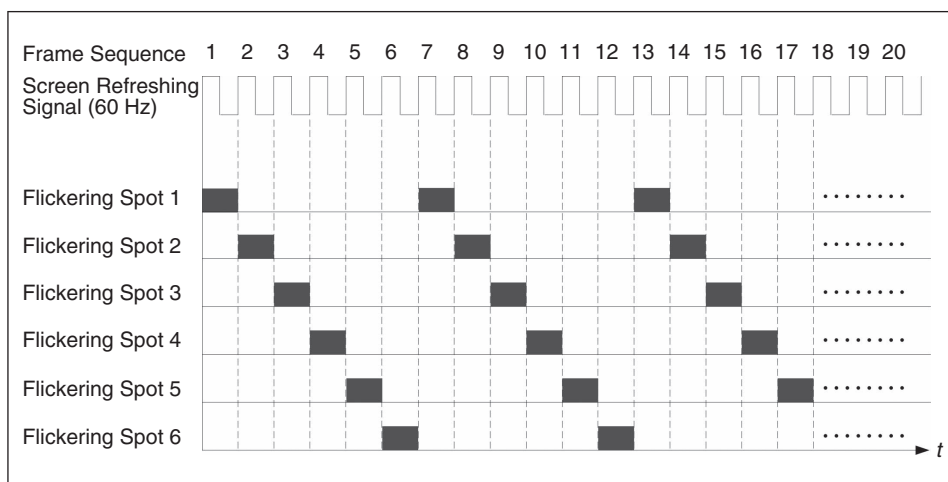 Frame Sequence 1 2 3 4 5 6 7 8 9 10 11 12 13 14 15 16 17 18 19 20
Screen Refreshing
Signal (60 Hz)
Flickering Spot 1 ........
Flickering Spot 2 ........
Flickering Spot 3 ........
Flickering Spot 4 ........
Flickering Spot 5 ........
Flickering Spot 6 ........
t